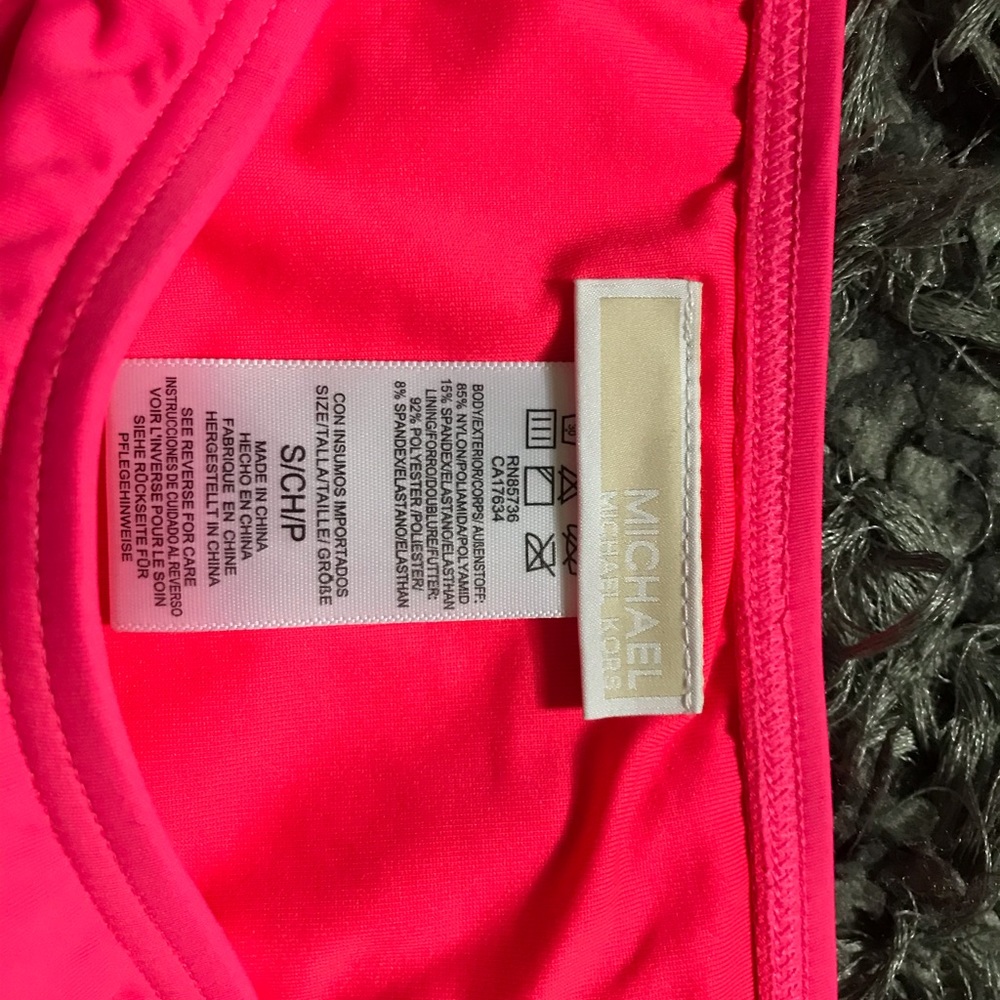 MICHAEL
MICHAEL KORS
30
RN85736
CA17634
BODY/EXTERIOR/CORPS/ AUßENSTOFF:
85% NYLON/POLIAMIDA/POLYAMID
15% SPANDEX/ELASTANO/ELASTHAN
LINING/FORRO/DOUBLURE/FUTTER:
92% POLYESTER/
8% SPANDEX/ELASTANO/ELASTHAN
CON INSUMOS IMPORTADOS
SIZE/TALLA/TAILLE/ GRÖßE
S/CH/P
MADE IN CHINA
HECHO EN CHINA
FABRIQUE EN CHINE
HERGESTELLT IN CHINA
SEE REVERSE FOR CARE
INSTRUCCIONES DE CUIDADO AL REVERSO
VOIR L'INVERSE POUR LE SOIN
SIEHE RÜCKSEITE FÜR
PFLEGEHINWEISE